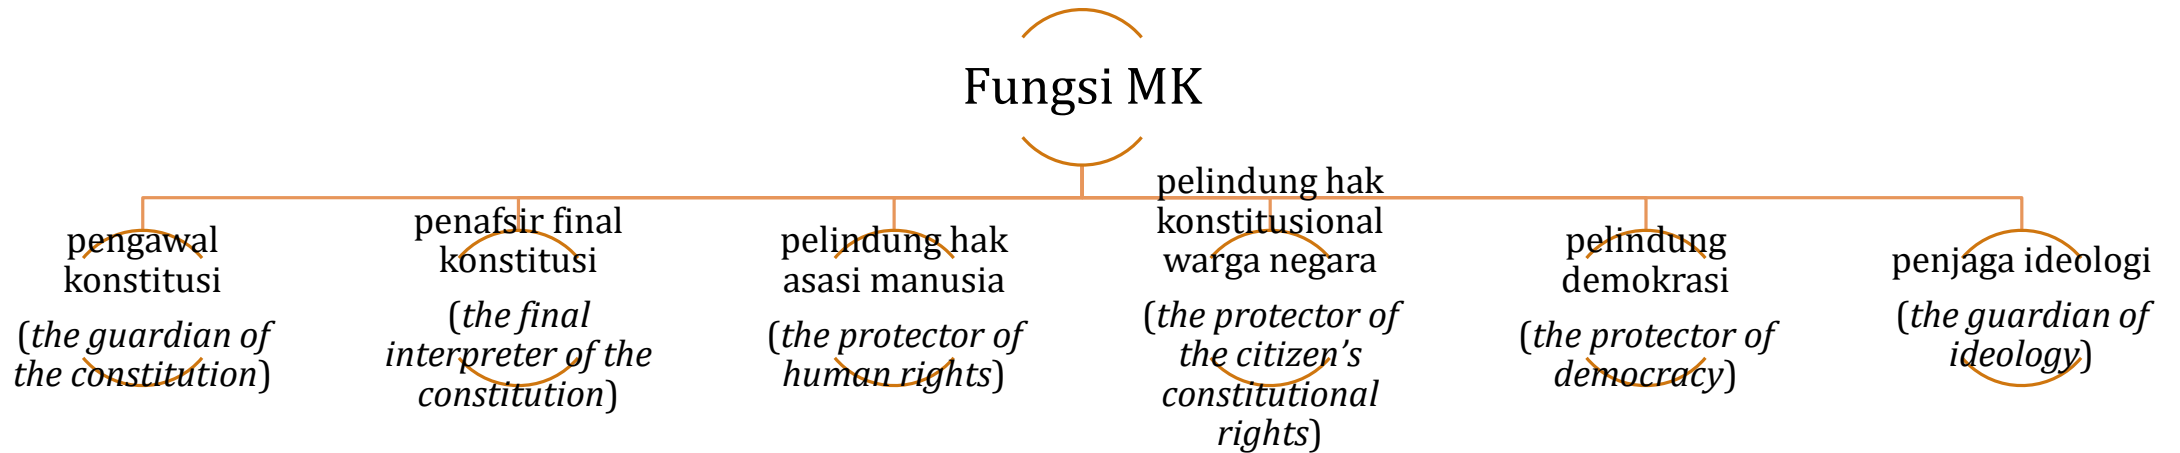 Fungsi MK
pengawal
konstitusi
(the guardian of
the constitution)
penafsir final
konstitusi
(the final
interpreter of the
constitution)
pelindung hak
asasi manusia
(the protector of
human rights)
pelindung hak
konstitusional
warga negara
(the protector of
the citizen’s
constitutional
rights)
pelindung
demokrasi
(the protector of
democracy)
penjaga ideologi
(the guardian of
ideology)